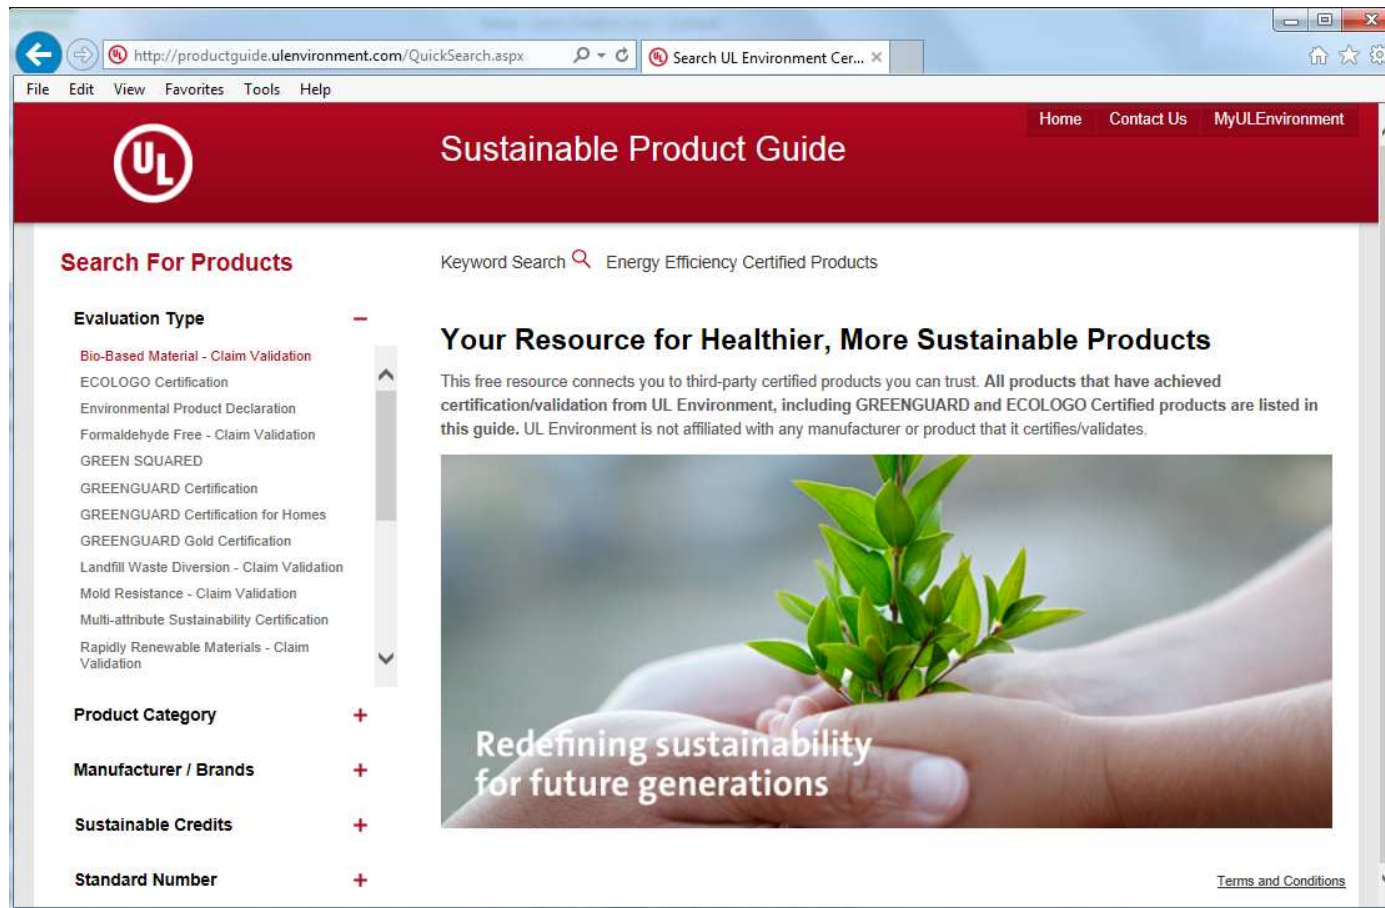 http://productguide.ulenvironment.com/QuickSearch.aspx
Search UL Environment Cer...
File Edit View Favorites Tools Help
Home Contact Us MyULEnvironment
UL
Sustainable Product Guide
Search For Products
Evaluation Type
Bio-Based Material - Claim Validation
ECOLOGO Certification
Environmental Product Declaration
Formaldehyde Free - Claim Validation
GREEN SQUARED
GREENGUARD Certification
GREENGUARD Certification for Homes
GREENGUARD Gold Certification
Landfill Waste Diversion - Claim Validation
Mold Resistance - Claim Validation
Multi-attribute Sustainability Certification
Rapidly Renewable Materials - Claim
Validation
Product Category
Manufacturer / Brands
Sustainable Credits
Standard Number
Keyword Search Energy Efficiency Certified Products
Your Resource for Healthier, More Sustainable Products
This free resource connects you to third-party certified products you can trust. All products that have achieved
certification/validation from UL Environment, including GREENGUARD and ECOLOGO Certified products are listed in
this guide. UL Environment is not affiliated with any manufacturer or product that it certifies/validates.
Redefining sustainability
for future generations
Terms and Conditions